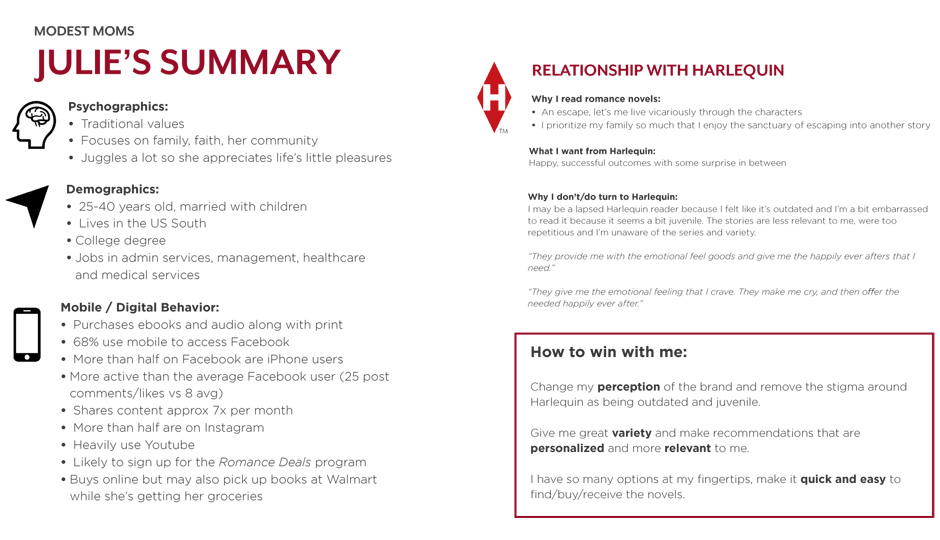 MODEST MOMS
JULIE'S SUMMARY
Psychographics:
• Traditional values
• Focuses on family, faith, her community
• Juggles a lot so she appreciates life's little pleasures
Demographics:
• 25-40 years old, married with children
• Lives in the US South
• College degree
• Jobs in admin services, management, healthcare
and medical services
Mobile / Digital Behavior:
• Purchases ebooks and audio along with print
• 68% use mobile to access Facebook
• More than half on Facebook are iPhone users
• More active than the average Facebook user (25 post
comments/likes vs 8 avg)
• Shares content approx 7x per month
• More than half are on Instagram
• Heavily use Youtube
• Likely to sign up for the Romance Deals program
• Buys online but may also pick up books at Walmart
while she's getting her groceries
H
TM
RELATIONSHIP WITH HARLEQUIN
Why I read romance novels:
• An escape, let's me live vicariously through the characters
• I prioritize my family so much that I enjoy the sanctuary of escaping into another story
What I want from Harlequin:
Happy, successful outcomes with some surprise in between
Why I don't/do turn to Harlequin:
I may be a lapsed Harlequin reader because I felt like it's outdated and I'm a bit embarrassed
to read it because it seems a bit juvenile. The stories are less relevant to me, were too
repetitious and I'm unaware of the series and variety.
"They provide me with the emotional feel goods and give me the happily ever afters that I
need."
"They give me the emotional feeling that I crave. They make me cry, and then offer the
needed happily ever after."
How to win with me:
Change my perception of the brand and remove the stigma around
Harlequin as being outdated and juvenile.
Give me great variety and make recommendations that are
personalized and more relevant to me.
I have so many options at my fingertips, make it quick and easy to
find/buy/receive the novels.